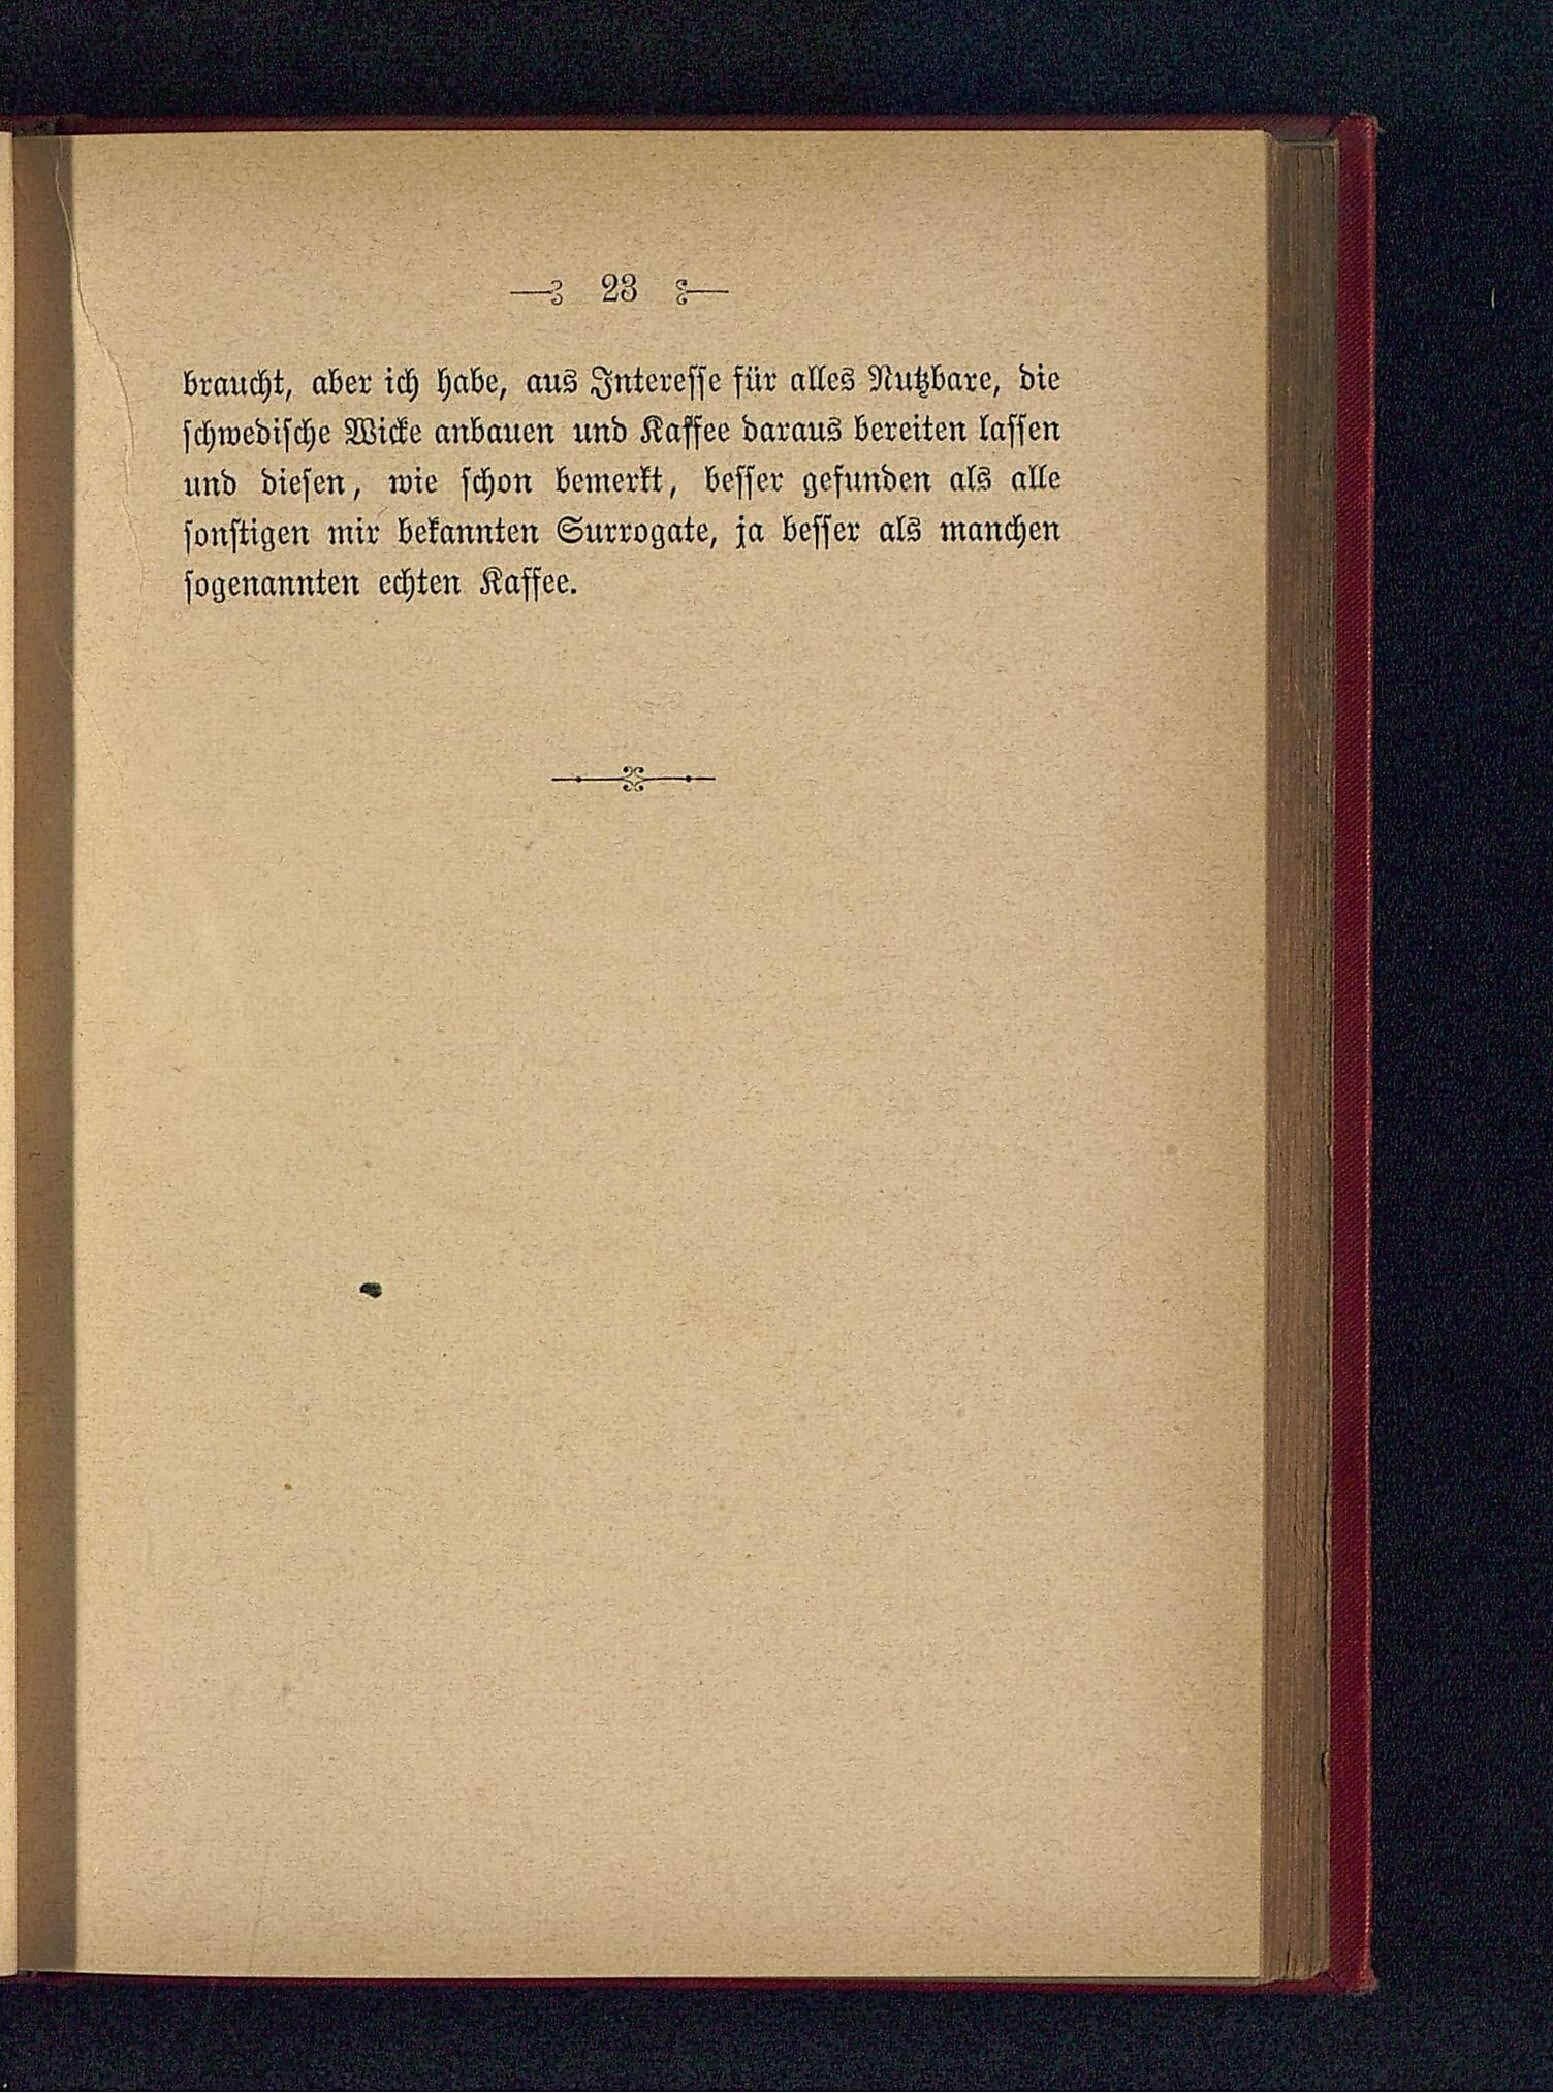 23
braucht, aber ich habe, aus Interesse für alles Nutzbare, die
schwedische Wicke anbauen und Kaffee daraus bereiten lassen
und diesen, wie schon bemerkt, besser gefunden als alle
sonstigen mir bekannten Surrogate, ja besser als manchen
sogenannten echten Kaffee.